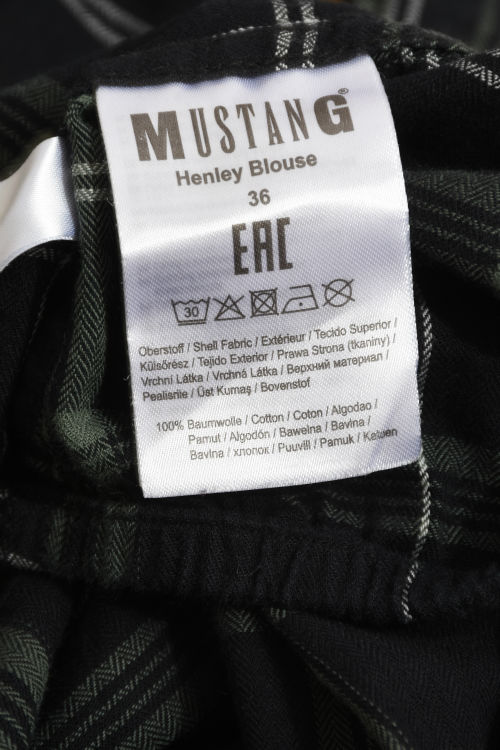 MUSTANG®
Henley Blouse
36
EAC
30
Oberstoff / Shell Fabric / Extérieur / Tecido Superior /
Külsőrész / Tejido Exterior / Prawa Strona (tkaniny) /
Vrchni Látka / Vrchná Látka / Верхний материал /
Pealisriie / Üst Kumaş / Bovenstof
100% Baumwolle / Cotton / Coton / Algodao /
Pamut / Algodón / Bawelna / Bavlna /
Bavlna / хлопок / Puuvill / Pamuk / Katoen